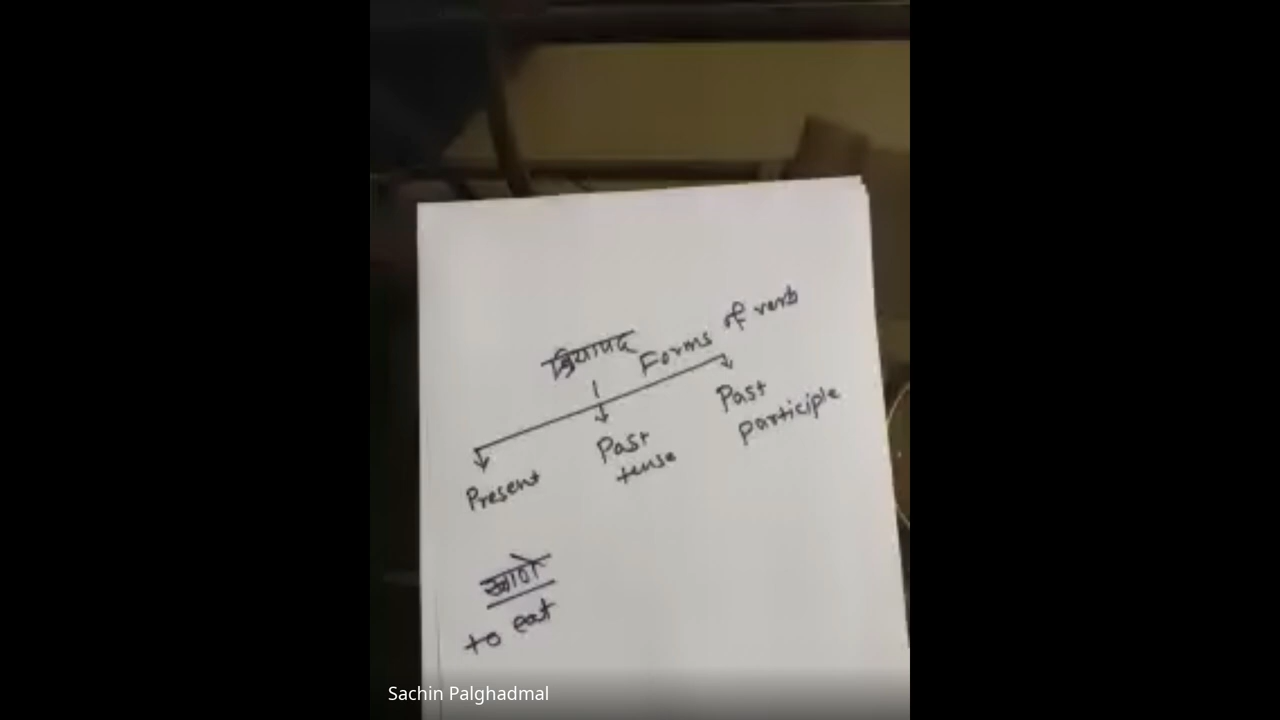 क्रियापद Forms of verb
Present
Past
tense
Past
participle
खाणे
to eat
Sachin Palghadmal